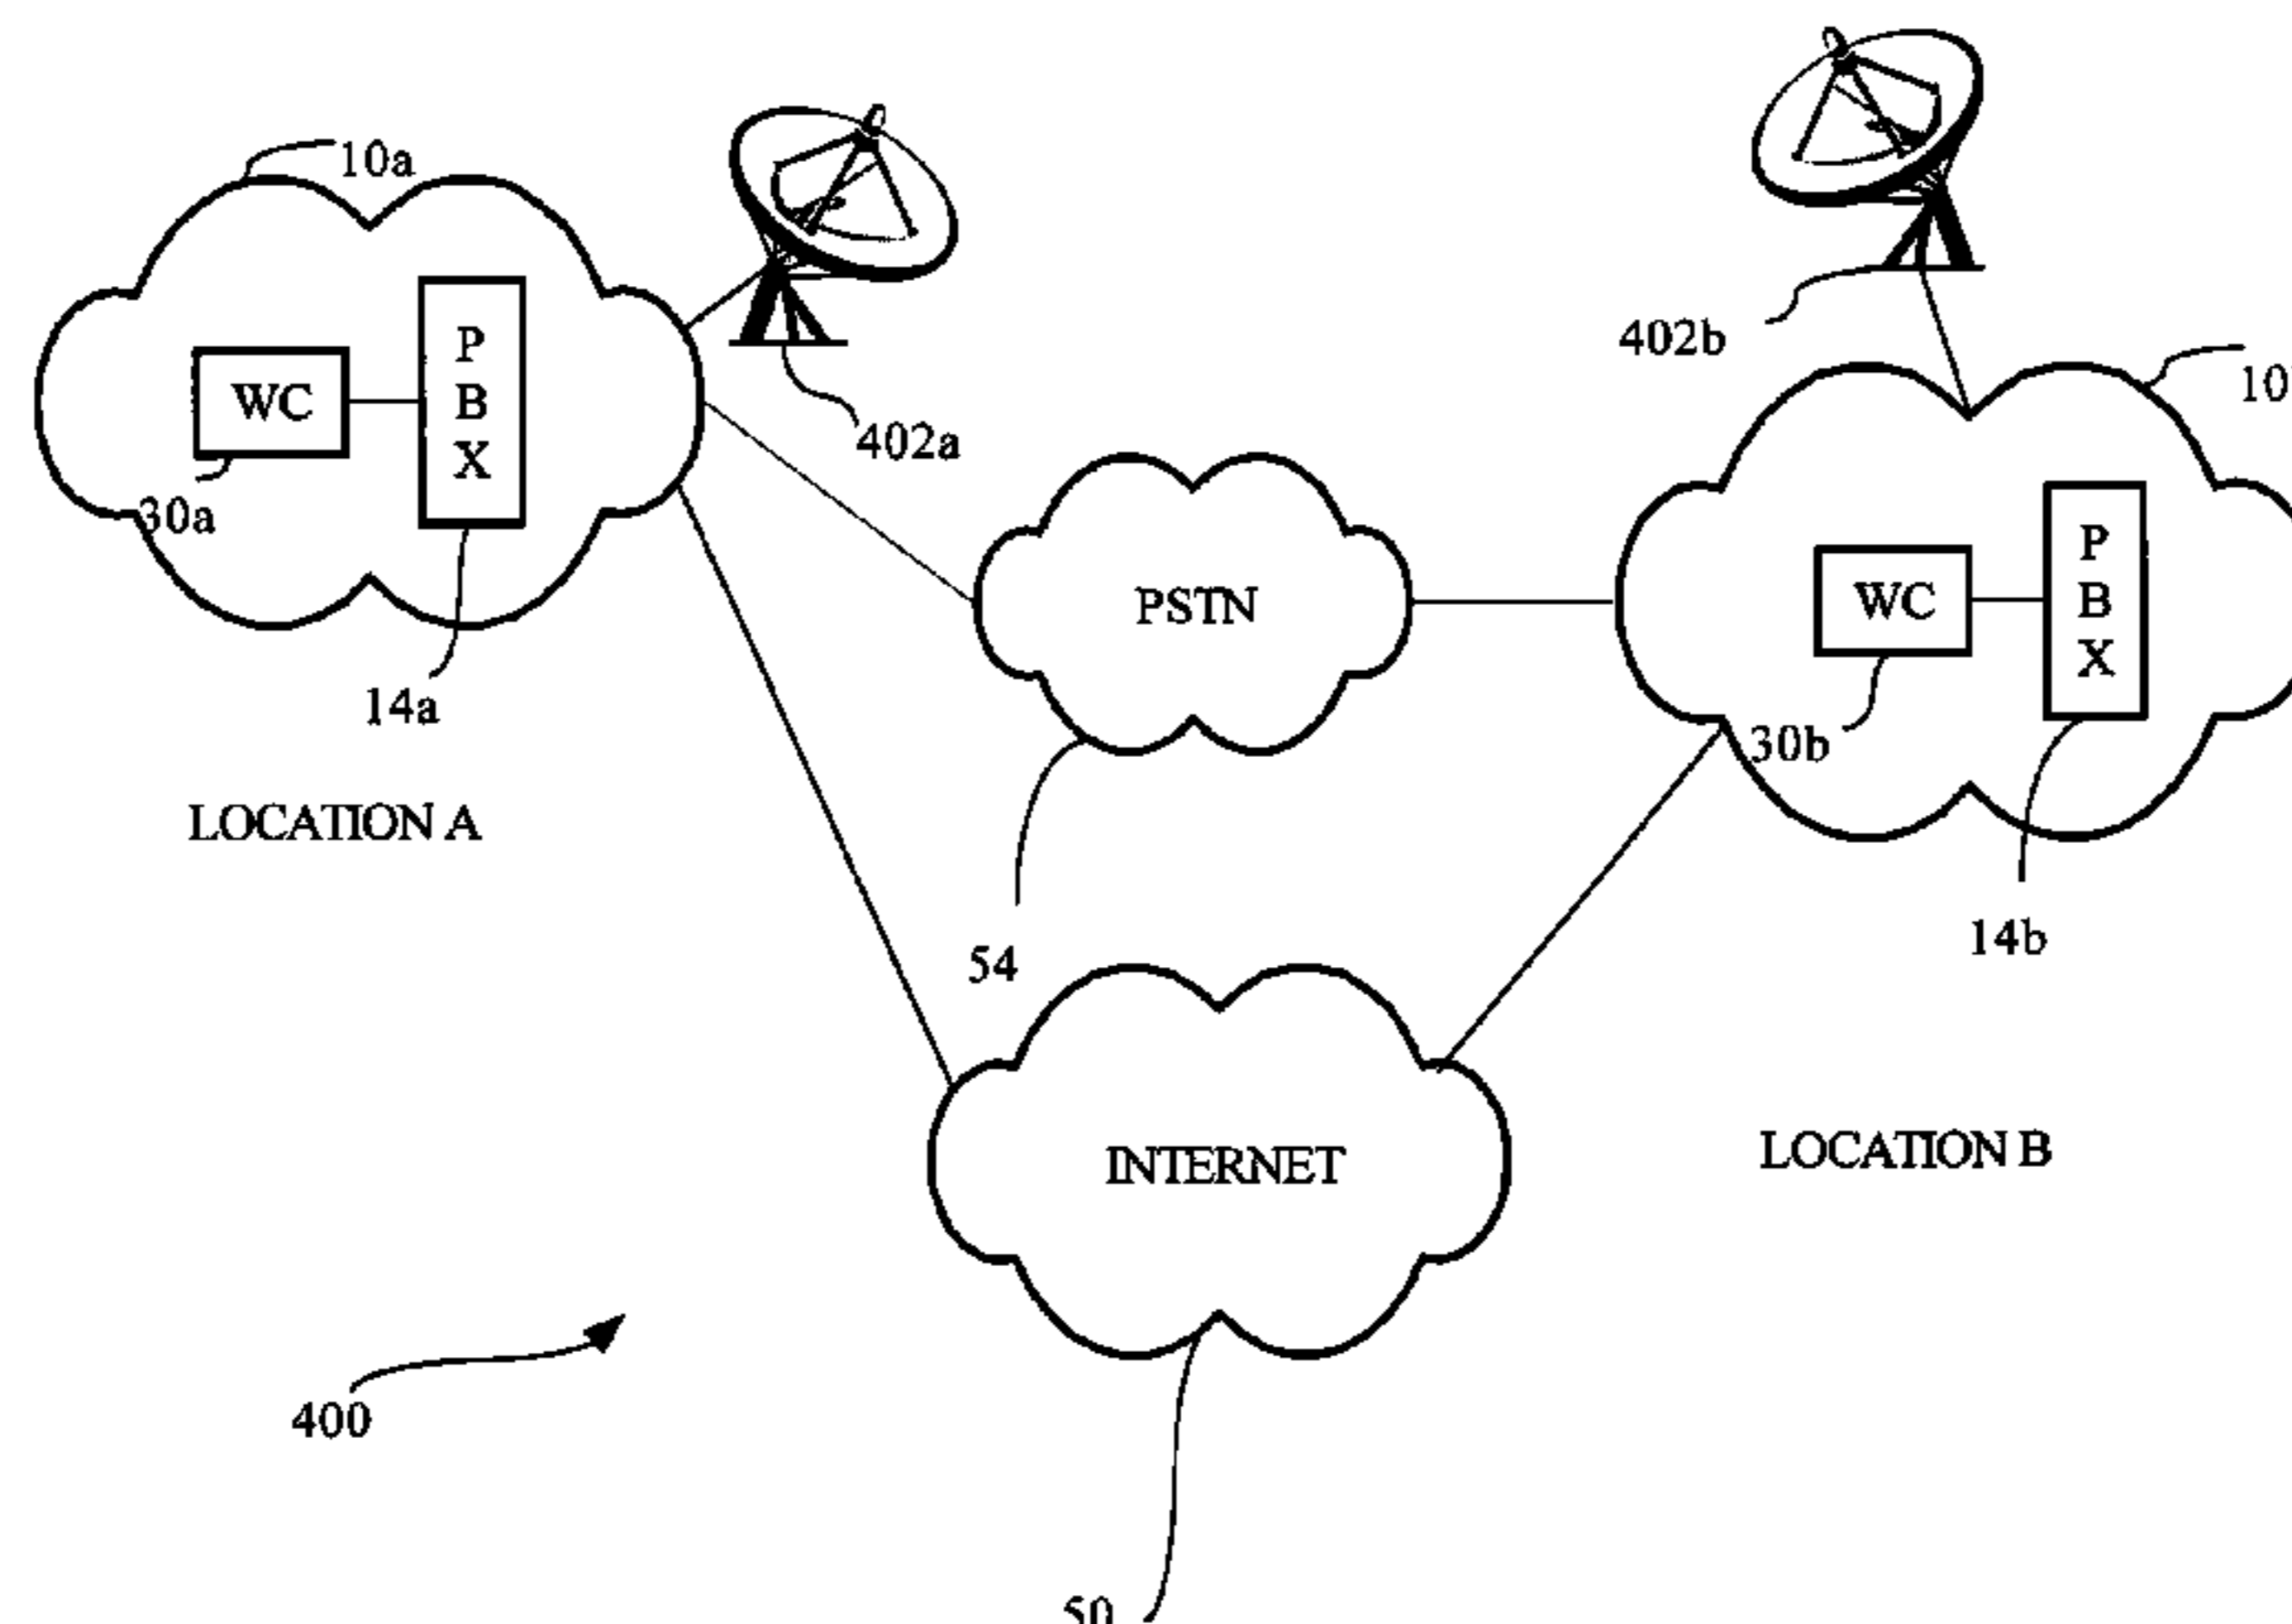 10a
402b
10
WC
P
B
X
402a
30a
PSTN
WC
P
B
X
14a
30b
LOCATION A
54
14b
INTERNET
LOCATION B
400
50